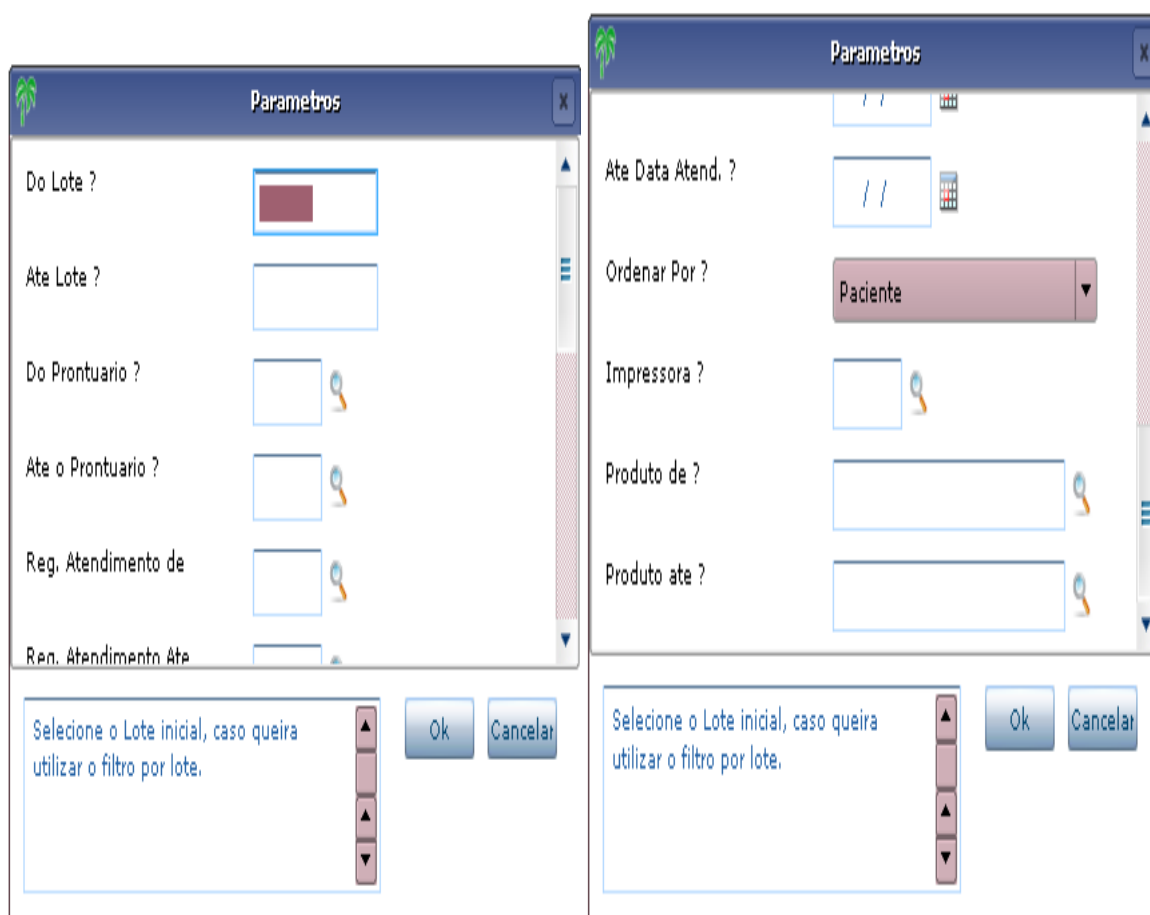 Parametros
x
Do Lote ?
Ate Lote ?
Do Prontuario ?
Ate o Prontuario ?
Reg. Atendimento de
Reg. Atendimento Ate
Selecione o Lote inicial, caso queira
utilizar o filtro por lote.
Ok
Cancelar
Parametros
x
/ /
Ate Data Atend. ?
/ /
Ordenar Por ?
Paciente
Impressora ?
Produto de ?
Produto ate ?
Selecione o Lote inicial, caso queira
utilizar o filtro por lote.
Ok
Cancelar